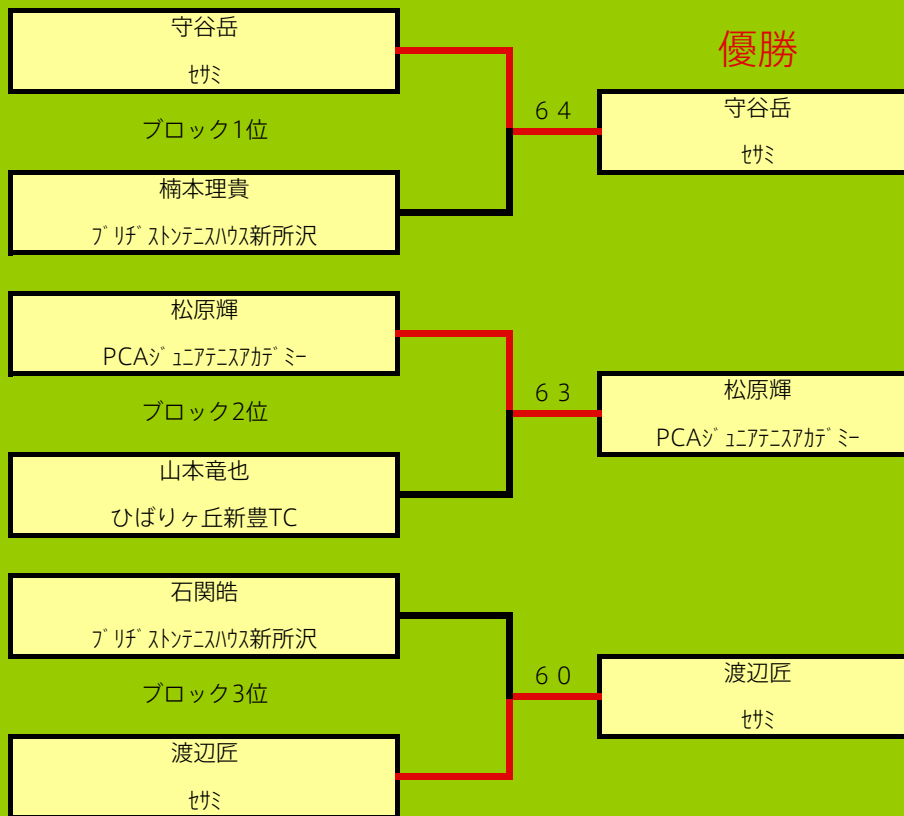 守谷岳
ｾｻﾐ
ブロック1位
楠本理貴
ﾌﾞﾘﾁﾞｽﾄﾝﾃﾆｽﾊｳｽ新所沢
６４
優勝
守谷岳
ｾｻﾐ
松原輝
PCAｼﾞｭﾆｱﾃﾆｽｱｶﾃﾞﾐｰ
ブロック2位
山本竜也
ひばりヶ丘新豊TC
６３
松原輝
PCAｼﾞｭﾆｱﾃﾆｽｱｶﾃﾞﾐｰ
石関皓
ﾌﾞﾘﾁﾞｽﾄﾝﾃﾆｽﾊｳｽ新所沢
ブロック3位
渡辺匠
ｾｻﾐ
６０
渡辺匠
ｾｻﾐ